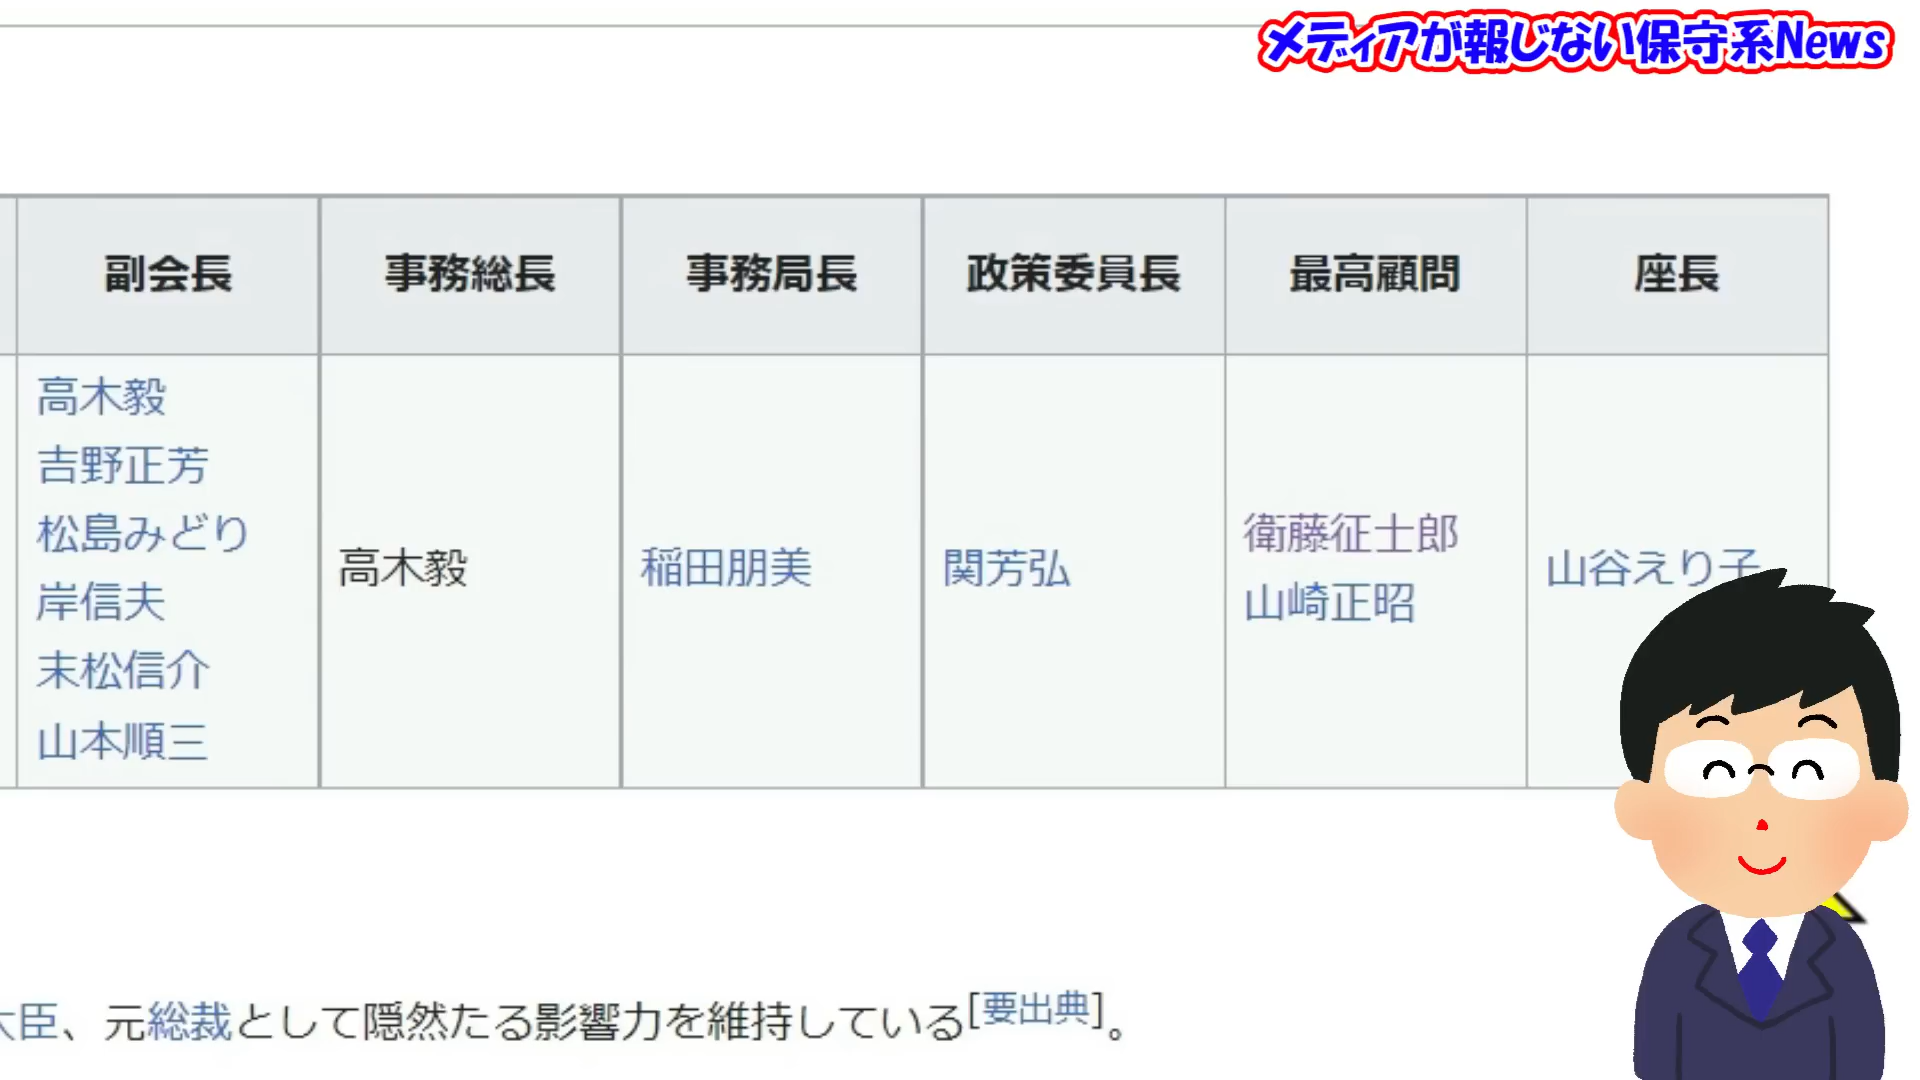 メディアが報じない保守系News
副会長
事務総長
事務局長
政策委員長
最高顧問
座長
高木毅
吉野正芳
松島みどり
岸信夫
末松信介
山本順三
高木毅
稲田朋美
関芳弘
衛藤征士郎
山崎正昭
山谷えり子
大臣、元総裁として隠然たる影響力を維持している[要出典]。